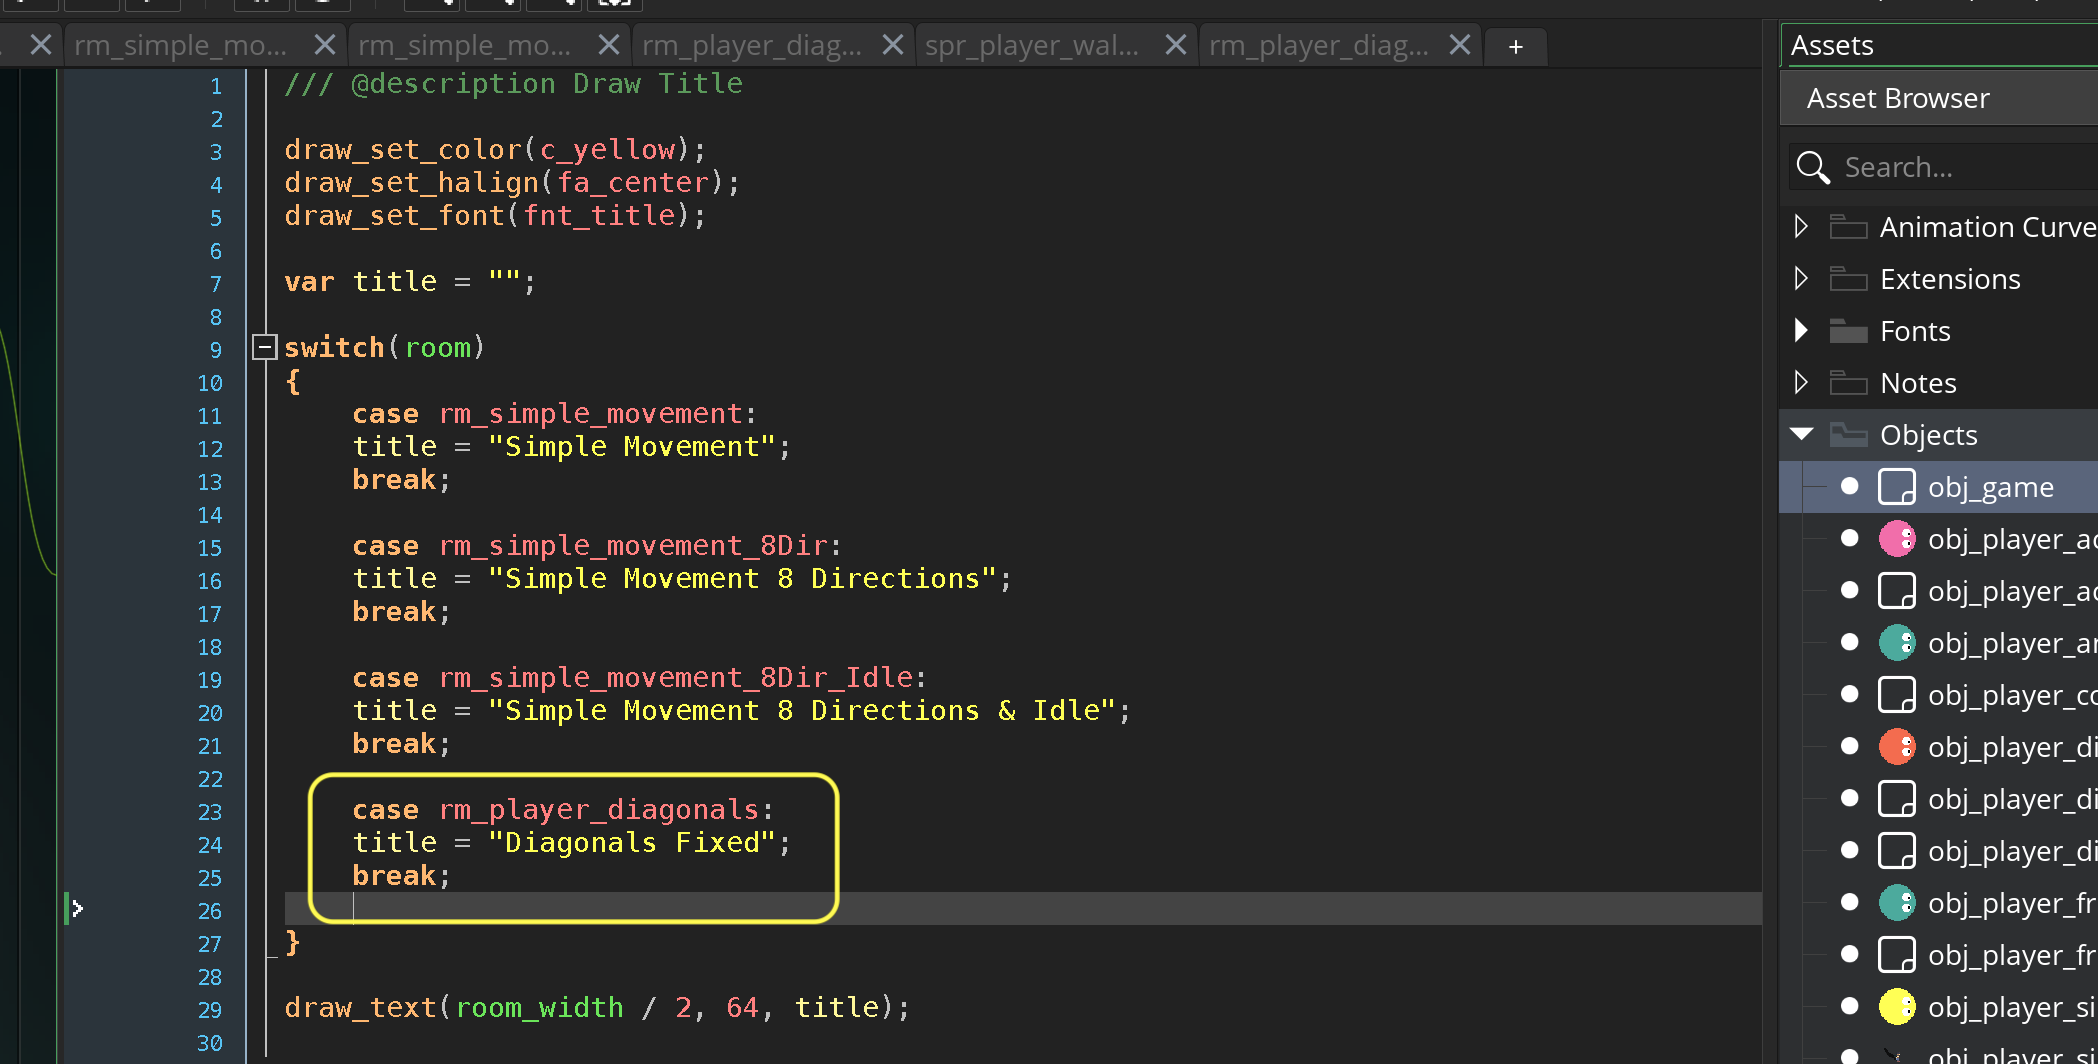 rm_simple_mo...
rm_simple_mo...
rm_player_diag...
spr_player_wal...
rm_player_diag...
+
1 /// @description Draw Title
2
3 draw_set_color(c_yellow);
4 draw_set_halign(fa_center);
5 draw_set_font(fnt_title);
6
7 var title = "";
8
9 switch(room)
10 {
11 case rm_simple_movement:
12 title = "Simple Movement";
13 break;
14
15 case rm_simple_movement_8Dir:
16 title = "Simple Movement 8 Directions";
17 break;
18
19 case rm_simple_movement_8Dir_Idle:
20 title = "Simple Movement 8 Directions & Idle";
21 break;
22
23 case rm_player_diagonals:
24 title = "Diagonals Fixed";
25 break;
26
27 }
28
29 draw_text(room_width / 2, 64, title);
30
Assets
Asset Browser
Search...
Animation Curve
Extensions
Fonts
Notes
Objects
obj_game
obj_player_ac
obj_player_ac
obj_player_ar
obj_player_co
obj_player_di
obj_player_di
obj_player_di
obj_player_fr
obj_player_fr
obj_player_si
obj_player_si